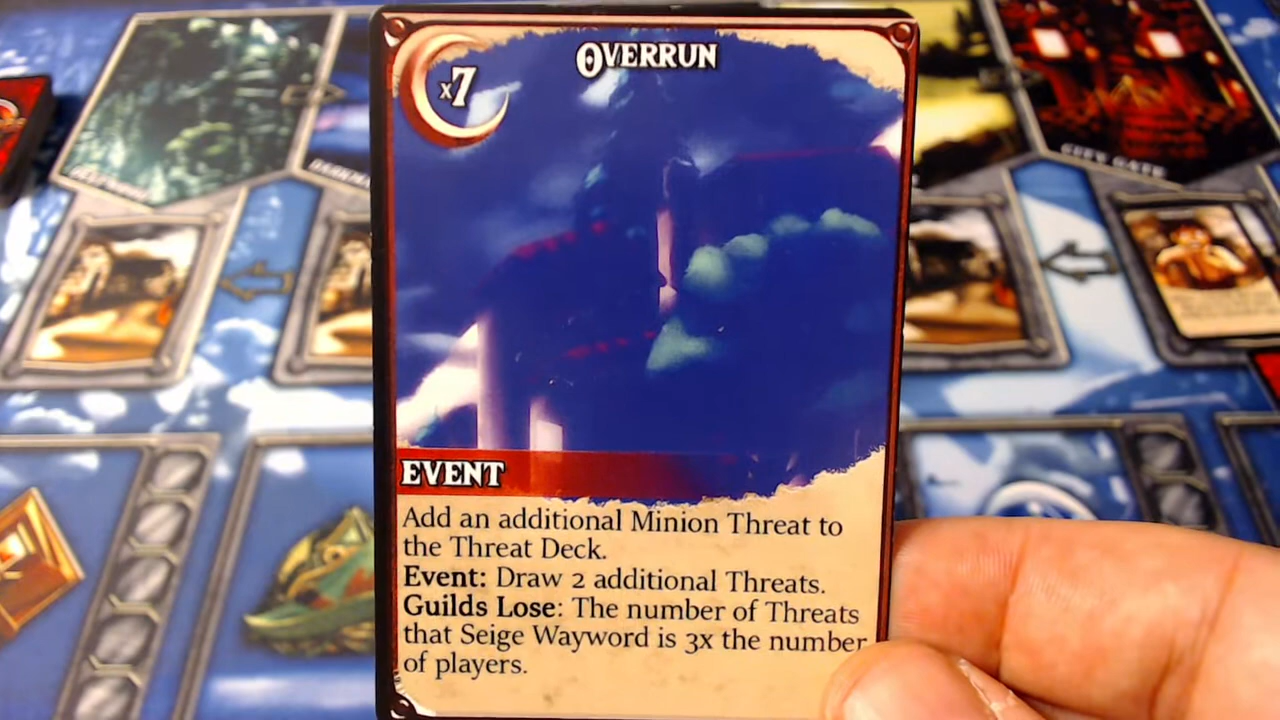 OVERRUN
x7
CITY GATE
EVENT
Add an additional Minion Threat to
the Threat Deck.
Event: Draw 2 additional Threats.
Guilds Lose: The number of Threats
that Seige Wayword is 3x the number
of players.